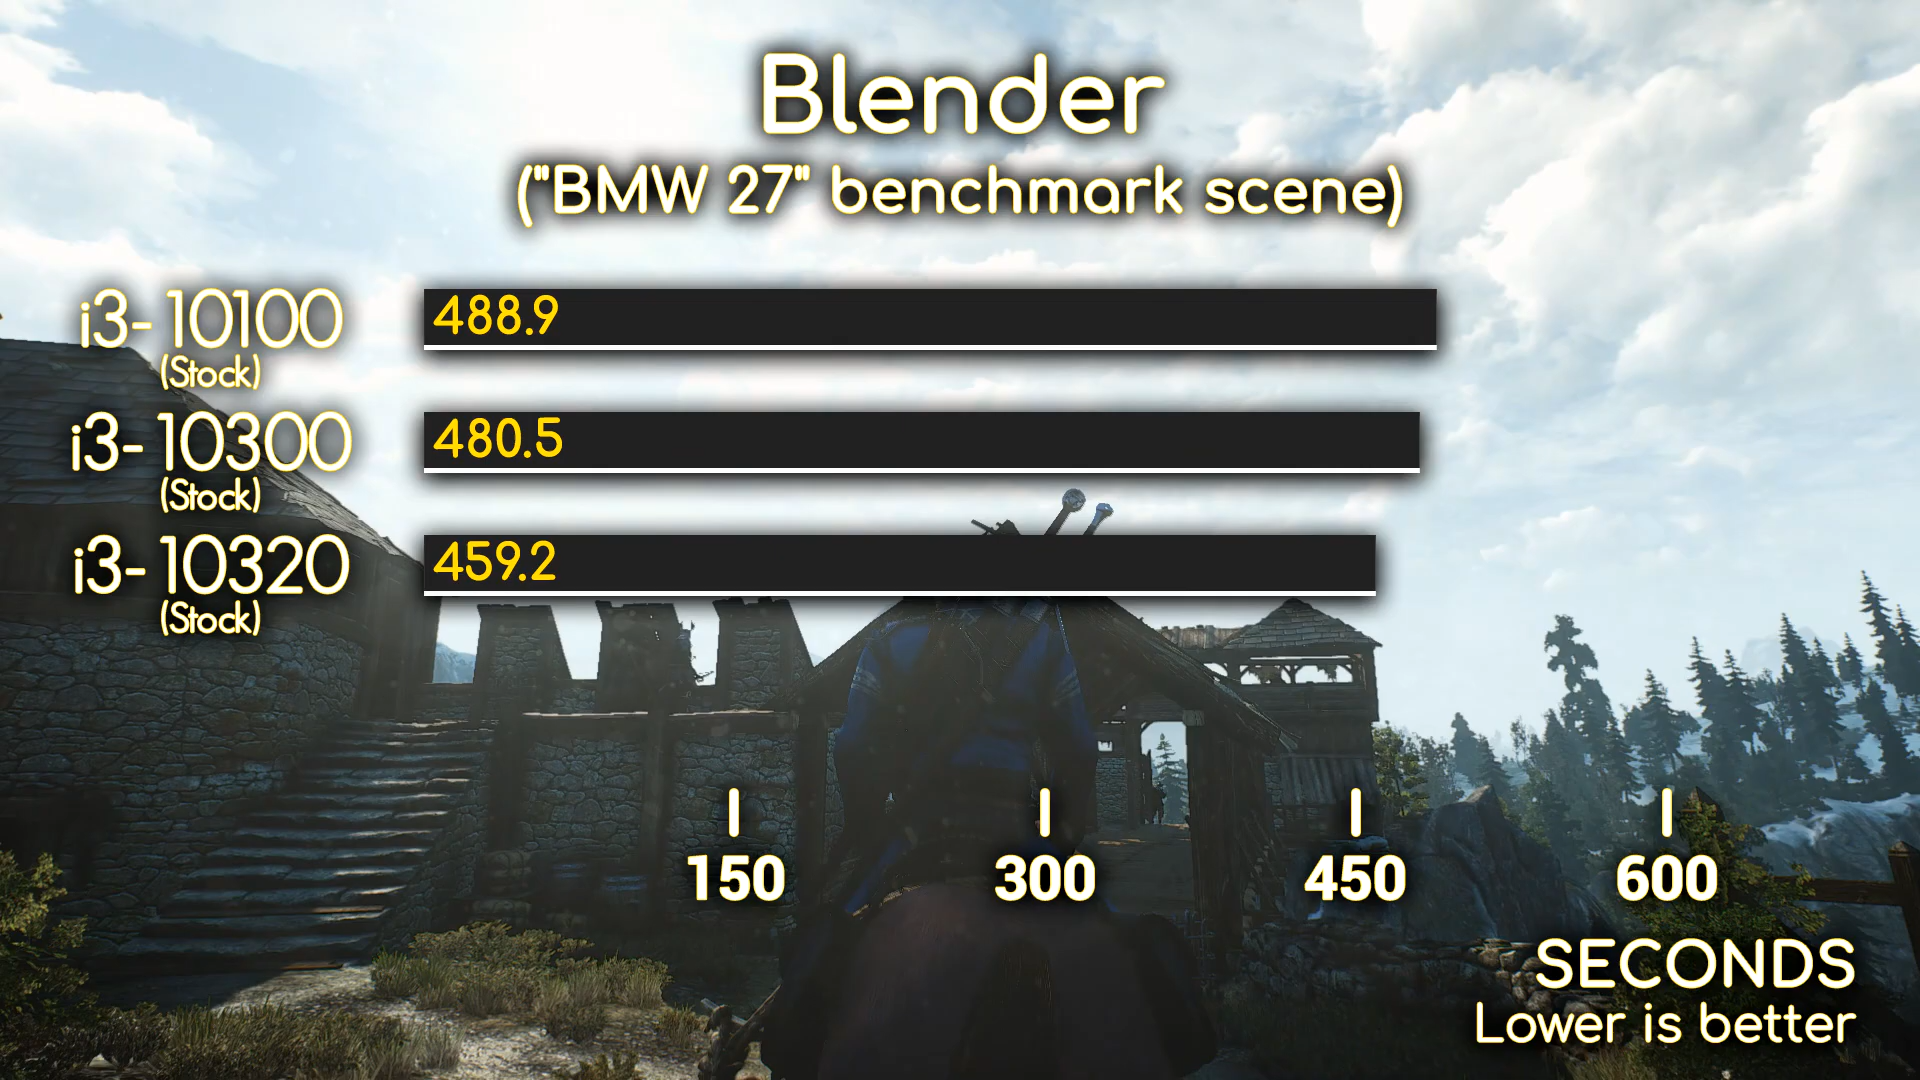 Blender
("BMW 27" benchmark scene)
i3- 10100
(Stock)
488.9
i3- 10300
(Stock)
480.5
i3- 10320
(Stock)
459.2
150 300 450 600
SECONDS
Lower is better